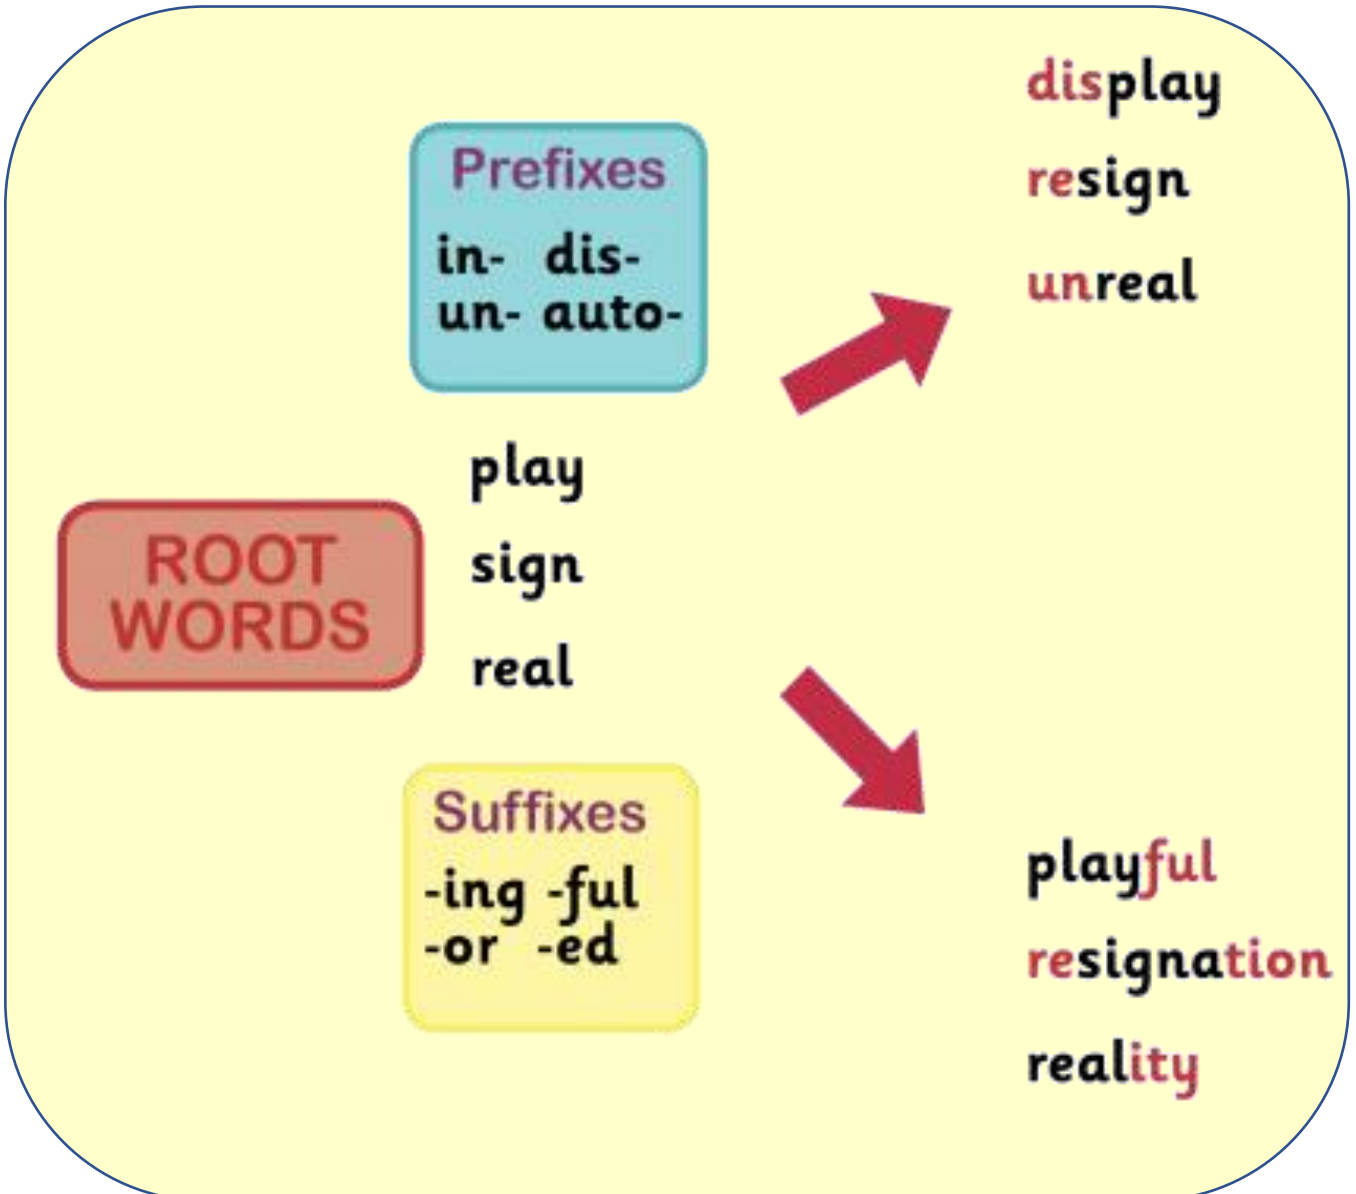 Prefixes
in- dis-
un- auto-
ROOT
WORDS
play
sign
real
Suffixes
-ing -ful
-or -ed
display
resign
unreal
playful
resignation
reality